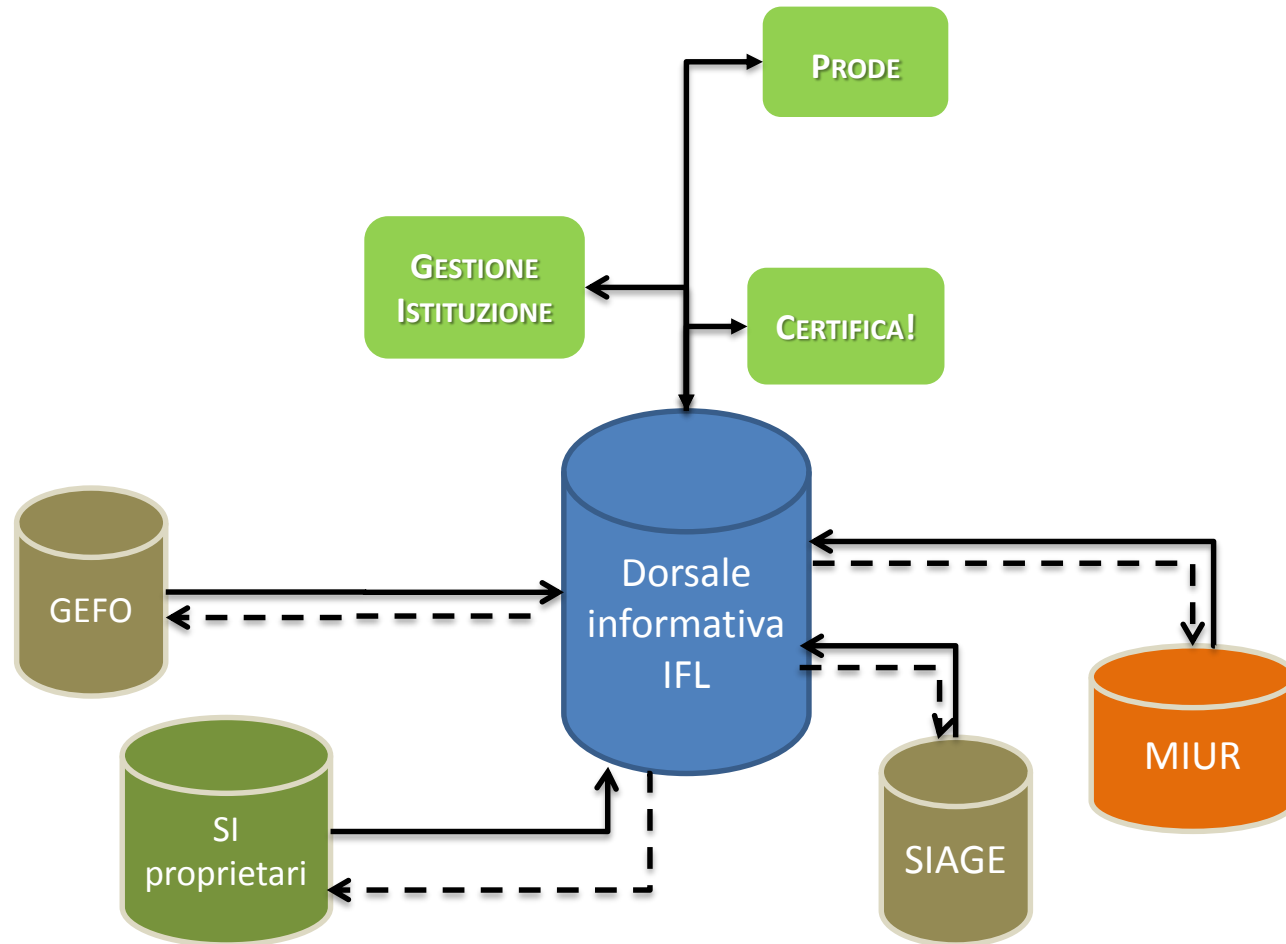 PRODE
GESTIONE
ISTITUZIONE
CERTIFICA!
Dorsale
informativa
IFL
GEFO
MIUR
SI
proprietari
SIAGE